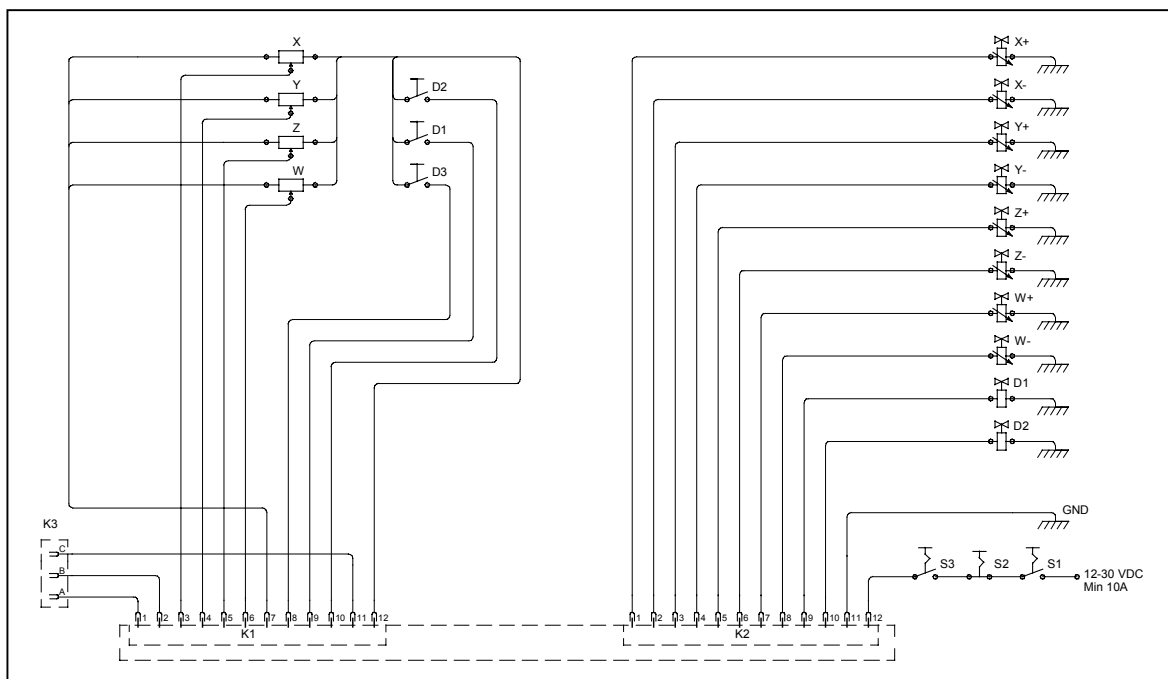 X
Y
Z
W
D2
D1
D3
X+
X-
Y+
Y-
Z+
Z-
W+
W-
D1
D2
GND
S3 S2 S1
12-30 VDC
Min 10A
K3
C
B
A
1 2 3 4 5 6 7 8 9 10 11 12
K1
1 2 3 4 5 6 7 8 9 10 11 12
K2